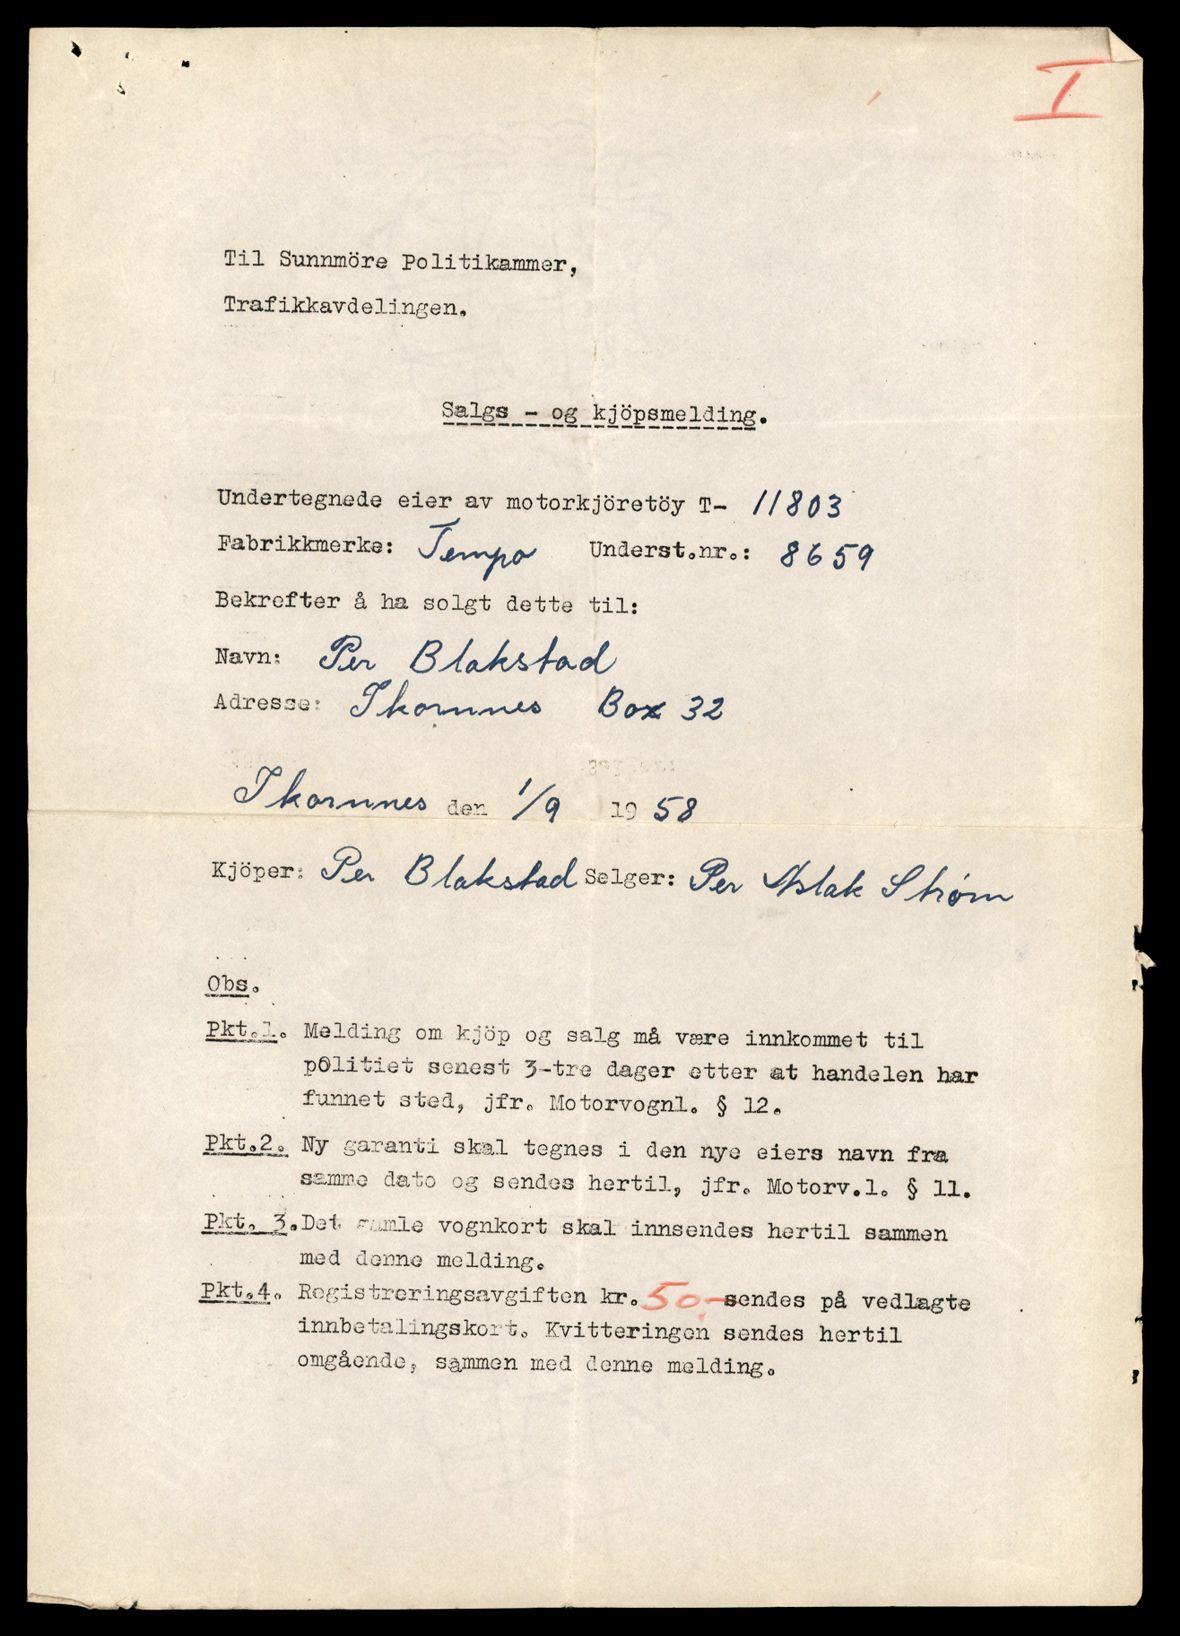 I
Til Sunnmöre Politikammer,
Trafikkavdelingen.
Salgs - og kjöpsmelding.
Undertegnede eier av motorkjöretöy T- 11803
Fabrikkmerke: Tempo Underst.nr.: 8659
Bekrefter å ha solgt dette til:
Navn: Per Blakstad
Adresse: Ikornnes Box 32
Ikornnes den 1/9 1958
Kjöper: Per Blakstad Selger: Per Aslak Strøm
Obs.
Pkt.1. Melding om kjöp og salg må være innkommet til
politiet senest 3-tre dager etter at handelen har
funnet sted, jfr. Motorvognl. § 12.
Pkt.2. Ny garanti skal tegnes i den nye eiers navn fra
samme dato og sendes hertil, jfr. Motorv.l. § 11.
Pkt. 3.Det gamle vognkort skal innsendes hertil sammen
med denne melding.
Pkt.4. Registreringsavgiften kr. 50,- sendes på vedlagte
innbetalingskort. Kvitteringen sendes hertil
omgående, sammen med denne melding.